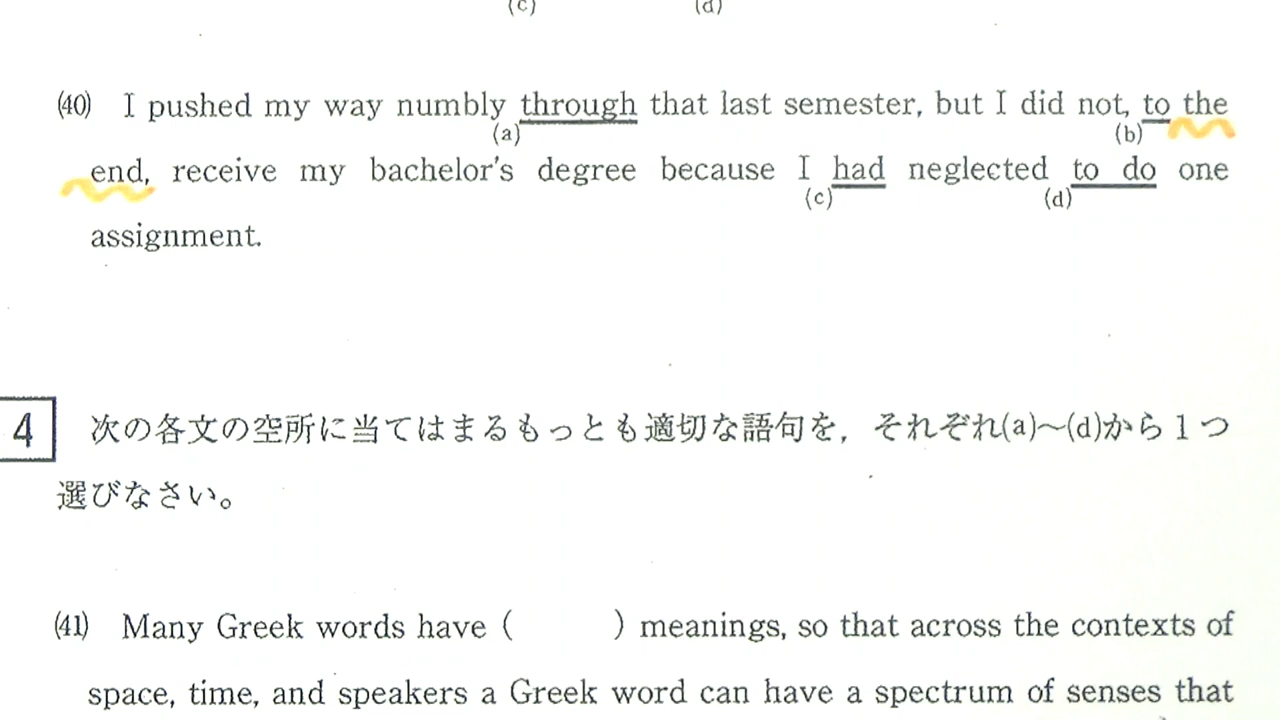 (c) (d)
(40) I pushed my way numbly through that last semester, but I did not, to the
(a) (b)
end, receive my bachelor's degree because I had neglected to do one
(c) (d)
assignment.
4 次の各文の空所に当てはまるもっとも適切な語句を，それぞれ(a)～(d)から1つ
選びなさい。
(41) Many Greek words have ( ) meanings, so that across the contexts of
space, time, and speakers a Greek word can have a spectrum of senses that